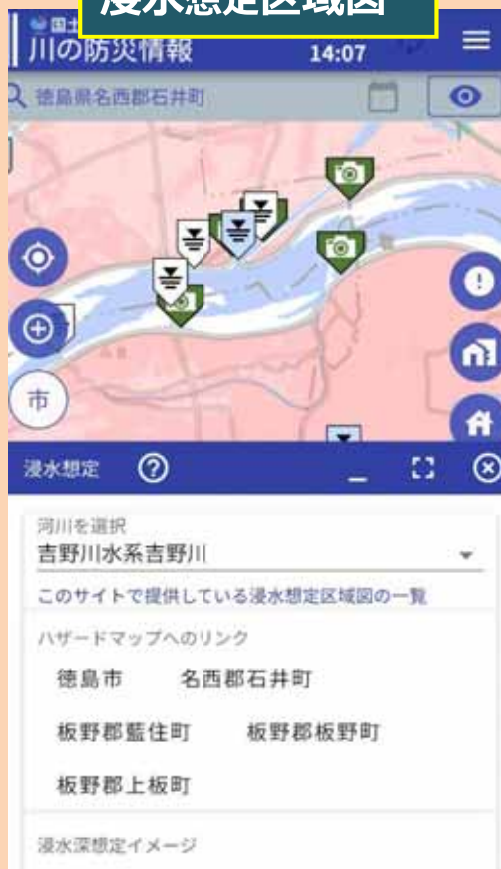 浸水想定区域図
国土
川の防災情報
14:07
徳島県名西郡石井町
市
浸水想定
河川を選択
吉野川水系吉野川
このサイトで提供している浸水想定区域図の一覧
ハザードマップへのリンク
徳島市 名西郡石井町
板野郡藍住町 板野郡板野町
板野郡上板町
浸水深想定イメージ